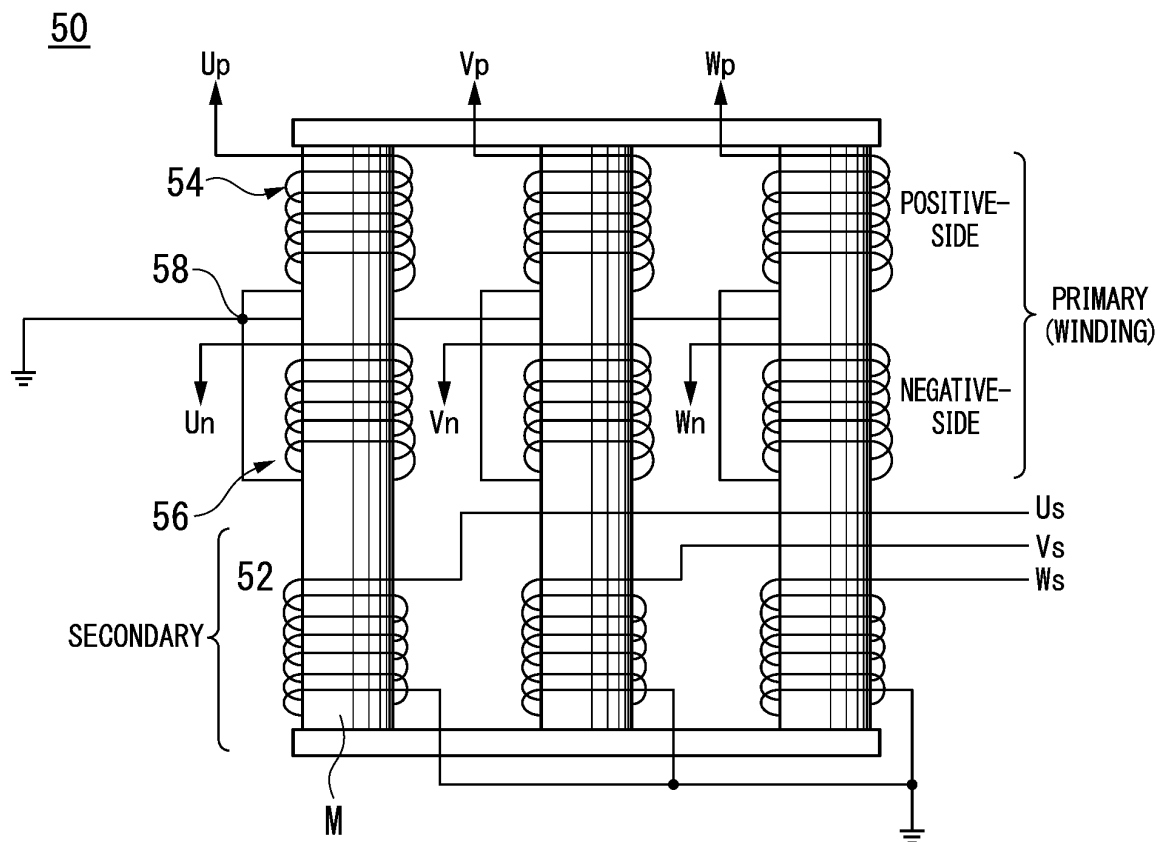 50
Up
Vp
Wp
54
POSITIVE-
SIDE
58
PRIMARY
(WINDING)
Un
Vn
Wn
NEGATIVE-
SIDE
56
Us
Vs
52
Ws
SECONDARY
M